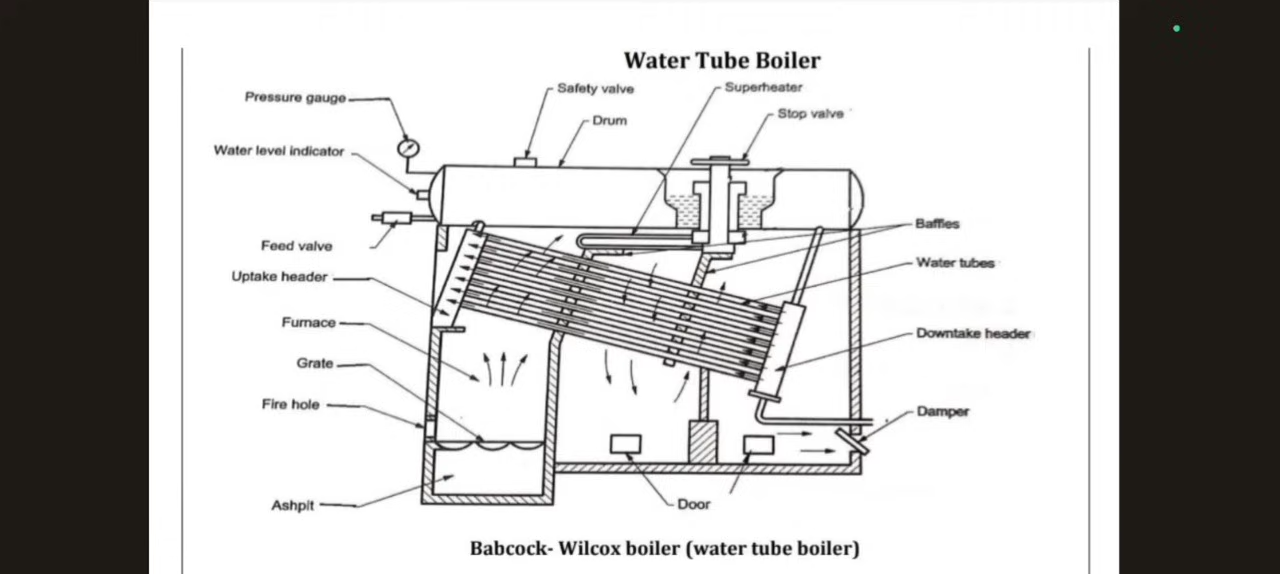 Water Tube Boiler
Safety valve
Superheater
Pressure gauge
Stop valve
Drum
Water level indicator
Baffles
Feed valve
Water tubes
Uptake header
Furnace
Downtake header
Grate
Fire hole
Damper
Ashpit
Door
Babcock- Wilcox boiler (water tube boiler)